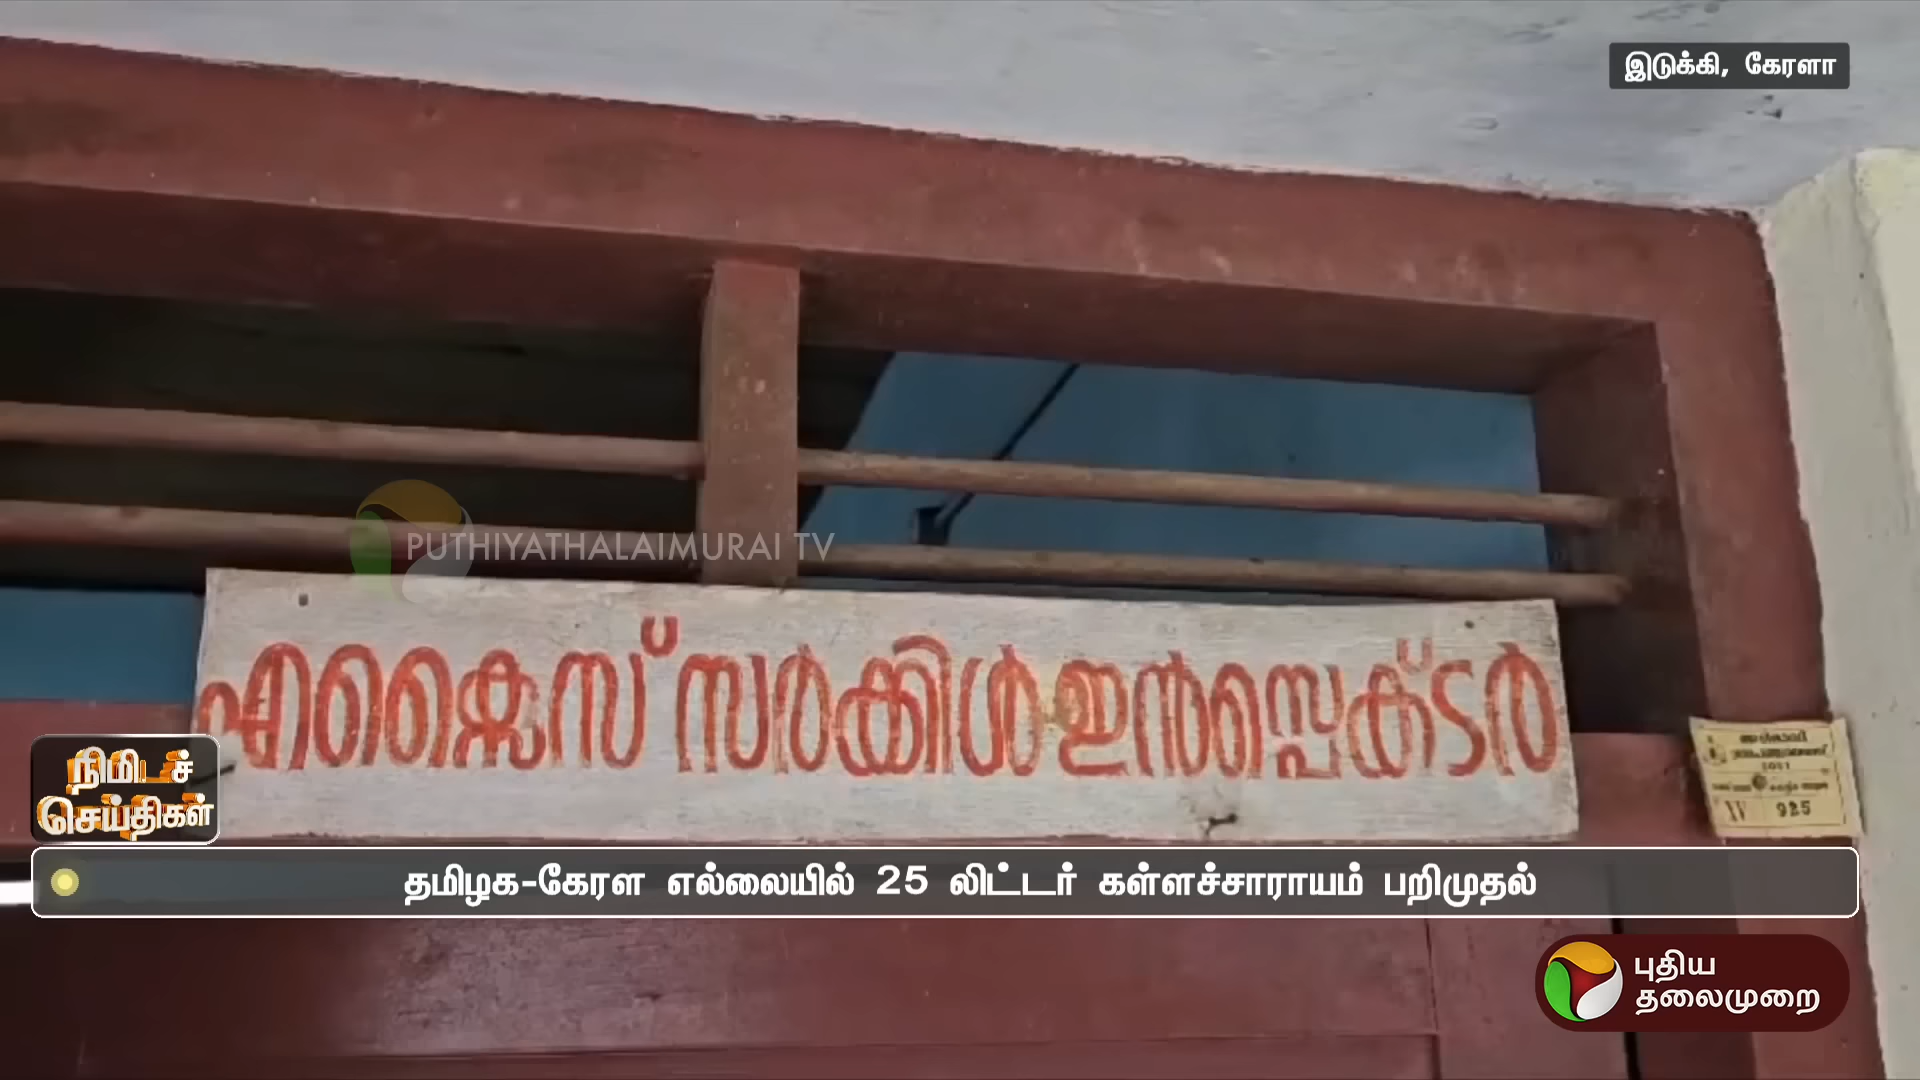 இடுக்கி, கேரளா
PUTHIYATHALAIMURAI TV
എക്സൈസ് സർക്കിൾ ഇൻസ്പെക്ടർ
XV 925
நிமிடச்
செய்திகள்
தமிழக-கேரள எல்லையில் 25 லிட்டர் கள்ளச்சாராயம் பறிமுதல்
புதிய
தலைமுறை